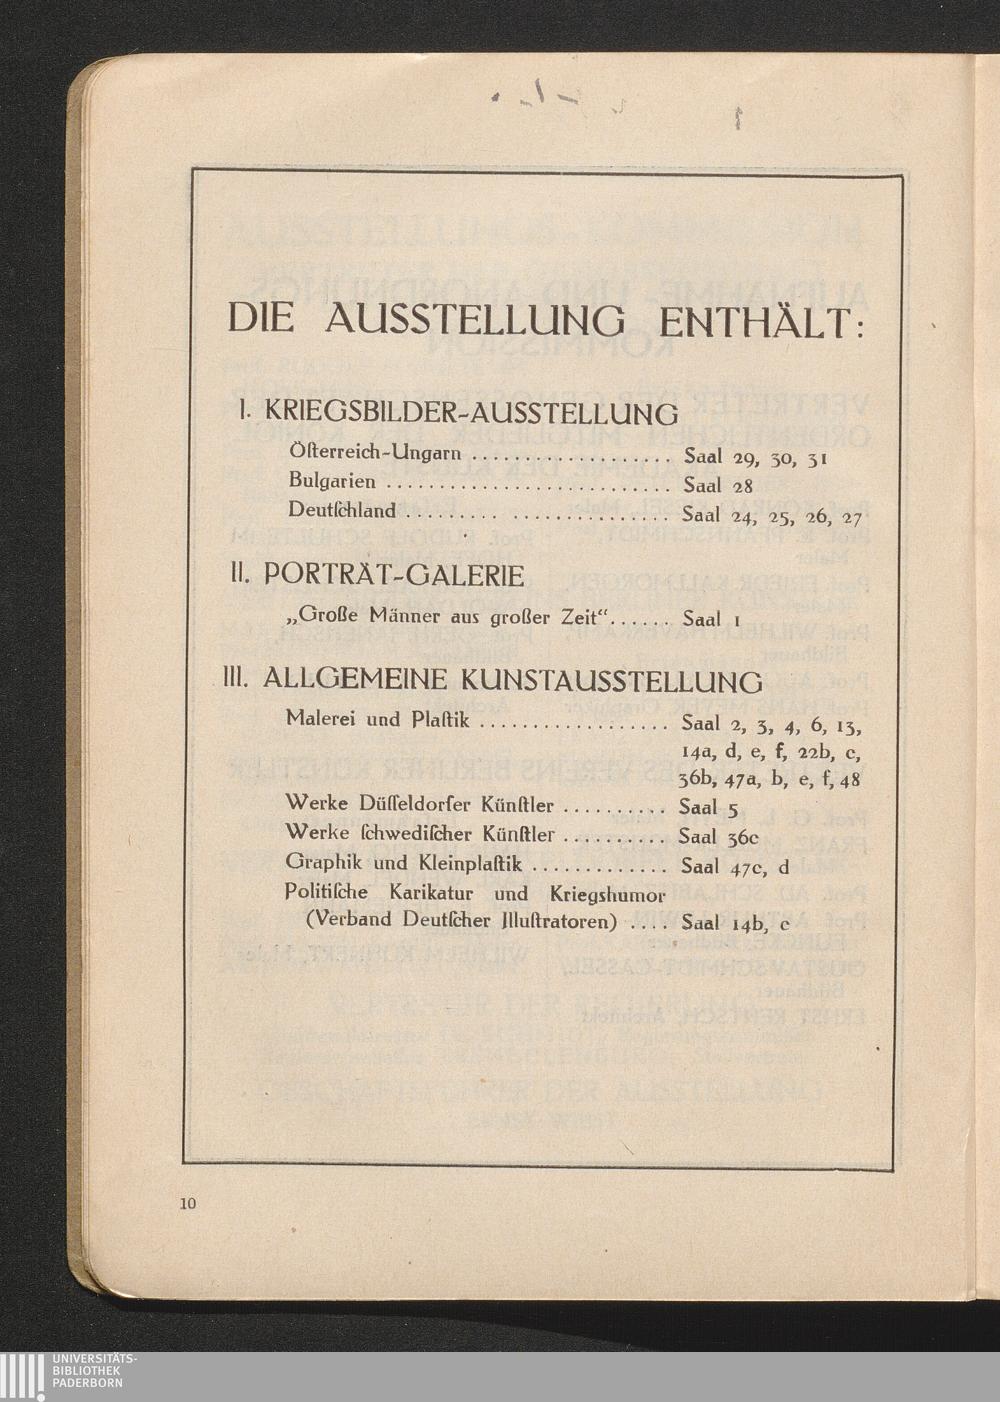 DIE AUSSTELLUNG ENTHÄLT:
I. KRIEGSBILDER-AUSSTELLUNG
Öſterreich-Ungarn ................... Saal 29, 30, 31
Bulgarien ........................... Saal 28
Deutſchland ......... ............... Saal 24, 25, 26, 27
II. PORTRÄT-GALERIE
„Große Männer aus großer Zeit“...... Saal 1
III. ALLGEMEINE KUNSTAUSSTELLUNG
Malerei und Plaſtik .................. Saal 2, 3, 4, 6, 13,
14a, d, e, f, 22b, c,
36b, 47a, b, e, f, 48
Werke Düſſeldorfer Künſtler .......... Saal 5
Werke ſchwediſcher Künſtler .......... Saal 36c
Graphik und Kleinplaſtik ............. Saal 47c, d
Politiſche Karikatur und Kriegshumor
(Verband Deutſcher Jlluſtratoren) .... Saal 14b, c
10
UNIVERSITÄTS-
BIBLIOTHEK
PADERBORN